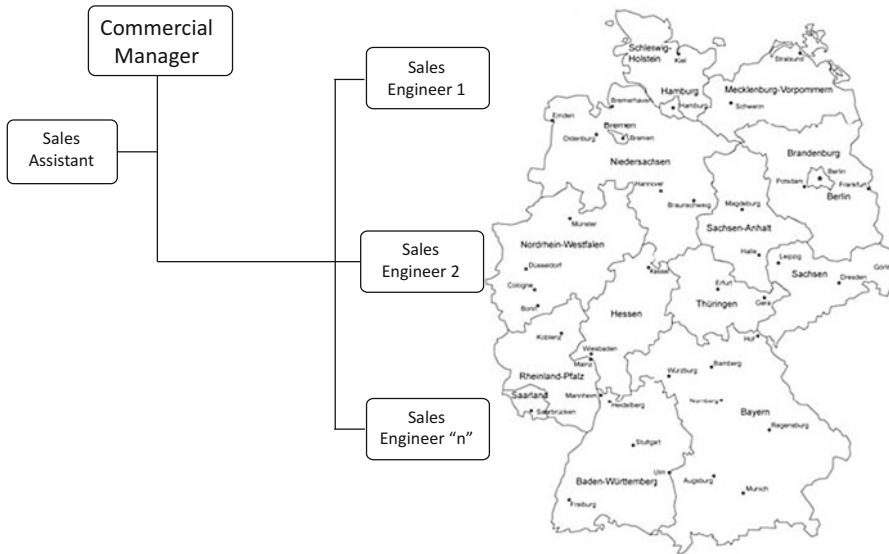 Commercial
Manager
Sales
Assistant
Sales
Engineer 1
Sales
Engineer 2
Sales
Engineer “n”
Schleswig-
Holstein
Kiel
Stralsund
Mecklenburg-Vorpommern
Schwerin
Hamburg
Hamburg
Bremerhaven
Emden
Bremen
Oldenburg
Bremen
Niedersachsen
Hannover
Braunschweig
Brandenburg
Berlin
Potsdam
Frankfurt
Berlin
Magdeburg
Sachsen-Anhalt
Halle
Münster
Nordrhein-Westfalen
Düsseldorf
Cologne
Bonn
Kassel
Hessen
Erfurt
Thüringen
Gera
Leipzig
Sachsen
Dresden
Görlit
Hof
Koblenz
Wiesbaden
Mainz
Rheinland-Pfalz
Saarland
Saarbrücken
Mannheim
Heidelberg
Würzburg
Bamberg
Nürnberg
Bayern
Regensburg
Stuttgart
Ulm
Baden-Württemberg
Freiburg
Augsburg
Munich